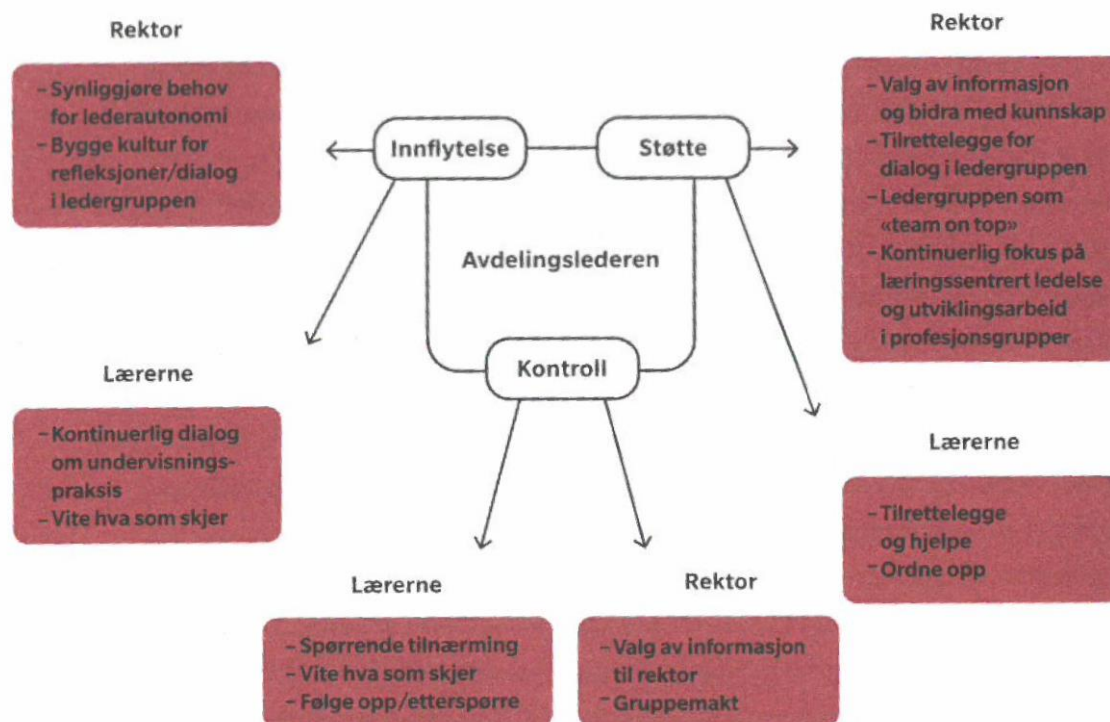 Rektor
– Synliggjøre behov
for lederautonomi
– Bygge kultur for
refleksjoner/dialog
i ledergruppen
Innflytelse
Støtte
Rektor
– Valg av informasjon
og bidra med kunnskap
– Tilrettelegge for
dialog i ledergruppen
– Ledergruppen som
«team on top»
– Kontinuerlig fokus på
læringssentrert ledelse
og utviklingsarbeid
i profesjonsgrupper
Avdelingslederen
Kontroll
Lærerne
– Kontinuerlig dialog
om undervisnings-
praksis
– Vite hva som skjer
Lærerne
– Tilrettelegge
og hjelpe
– Ordne opp
Lærerne
– Spørrende tilnærming
– Vite hva som skjer
– Følge opp/etterspørre
Rektor
– Valg av informasjon
til rektor
– Gruppemakt